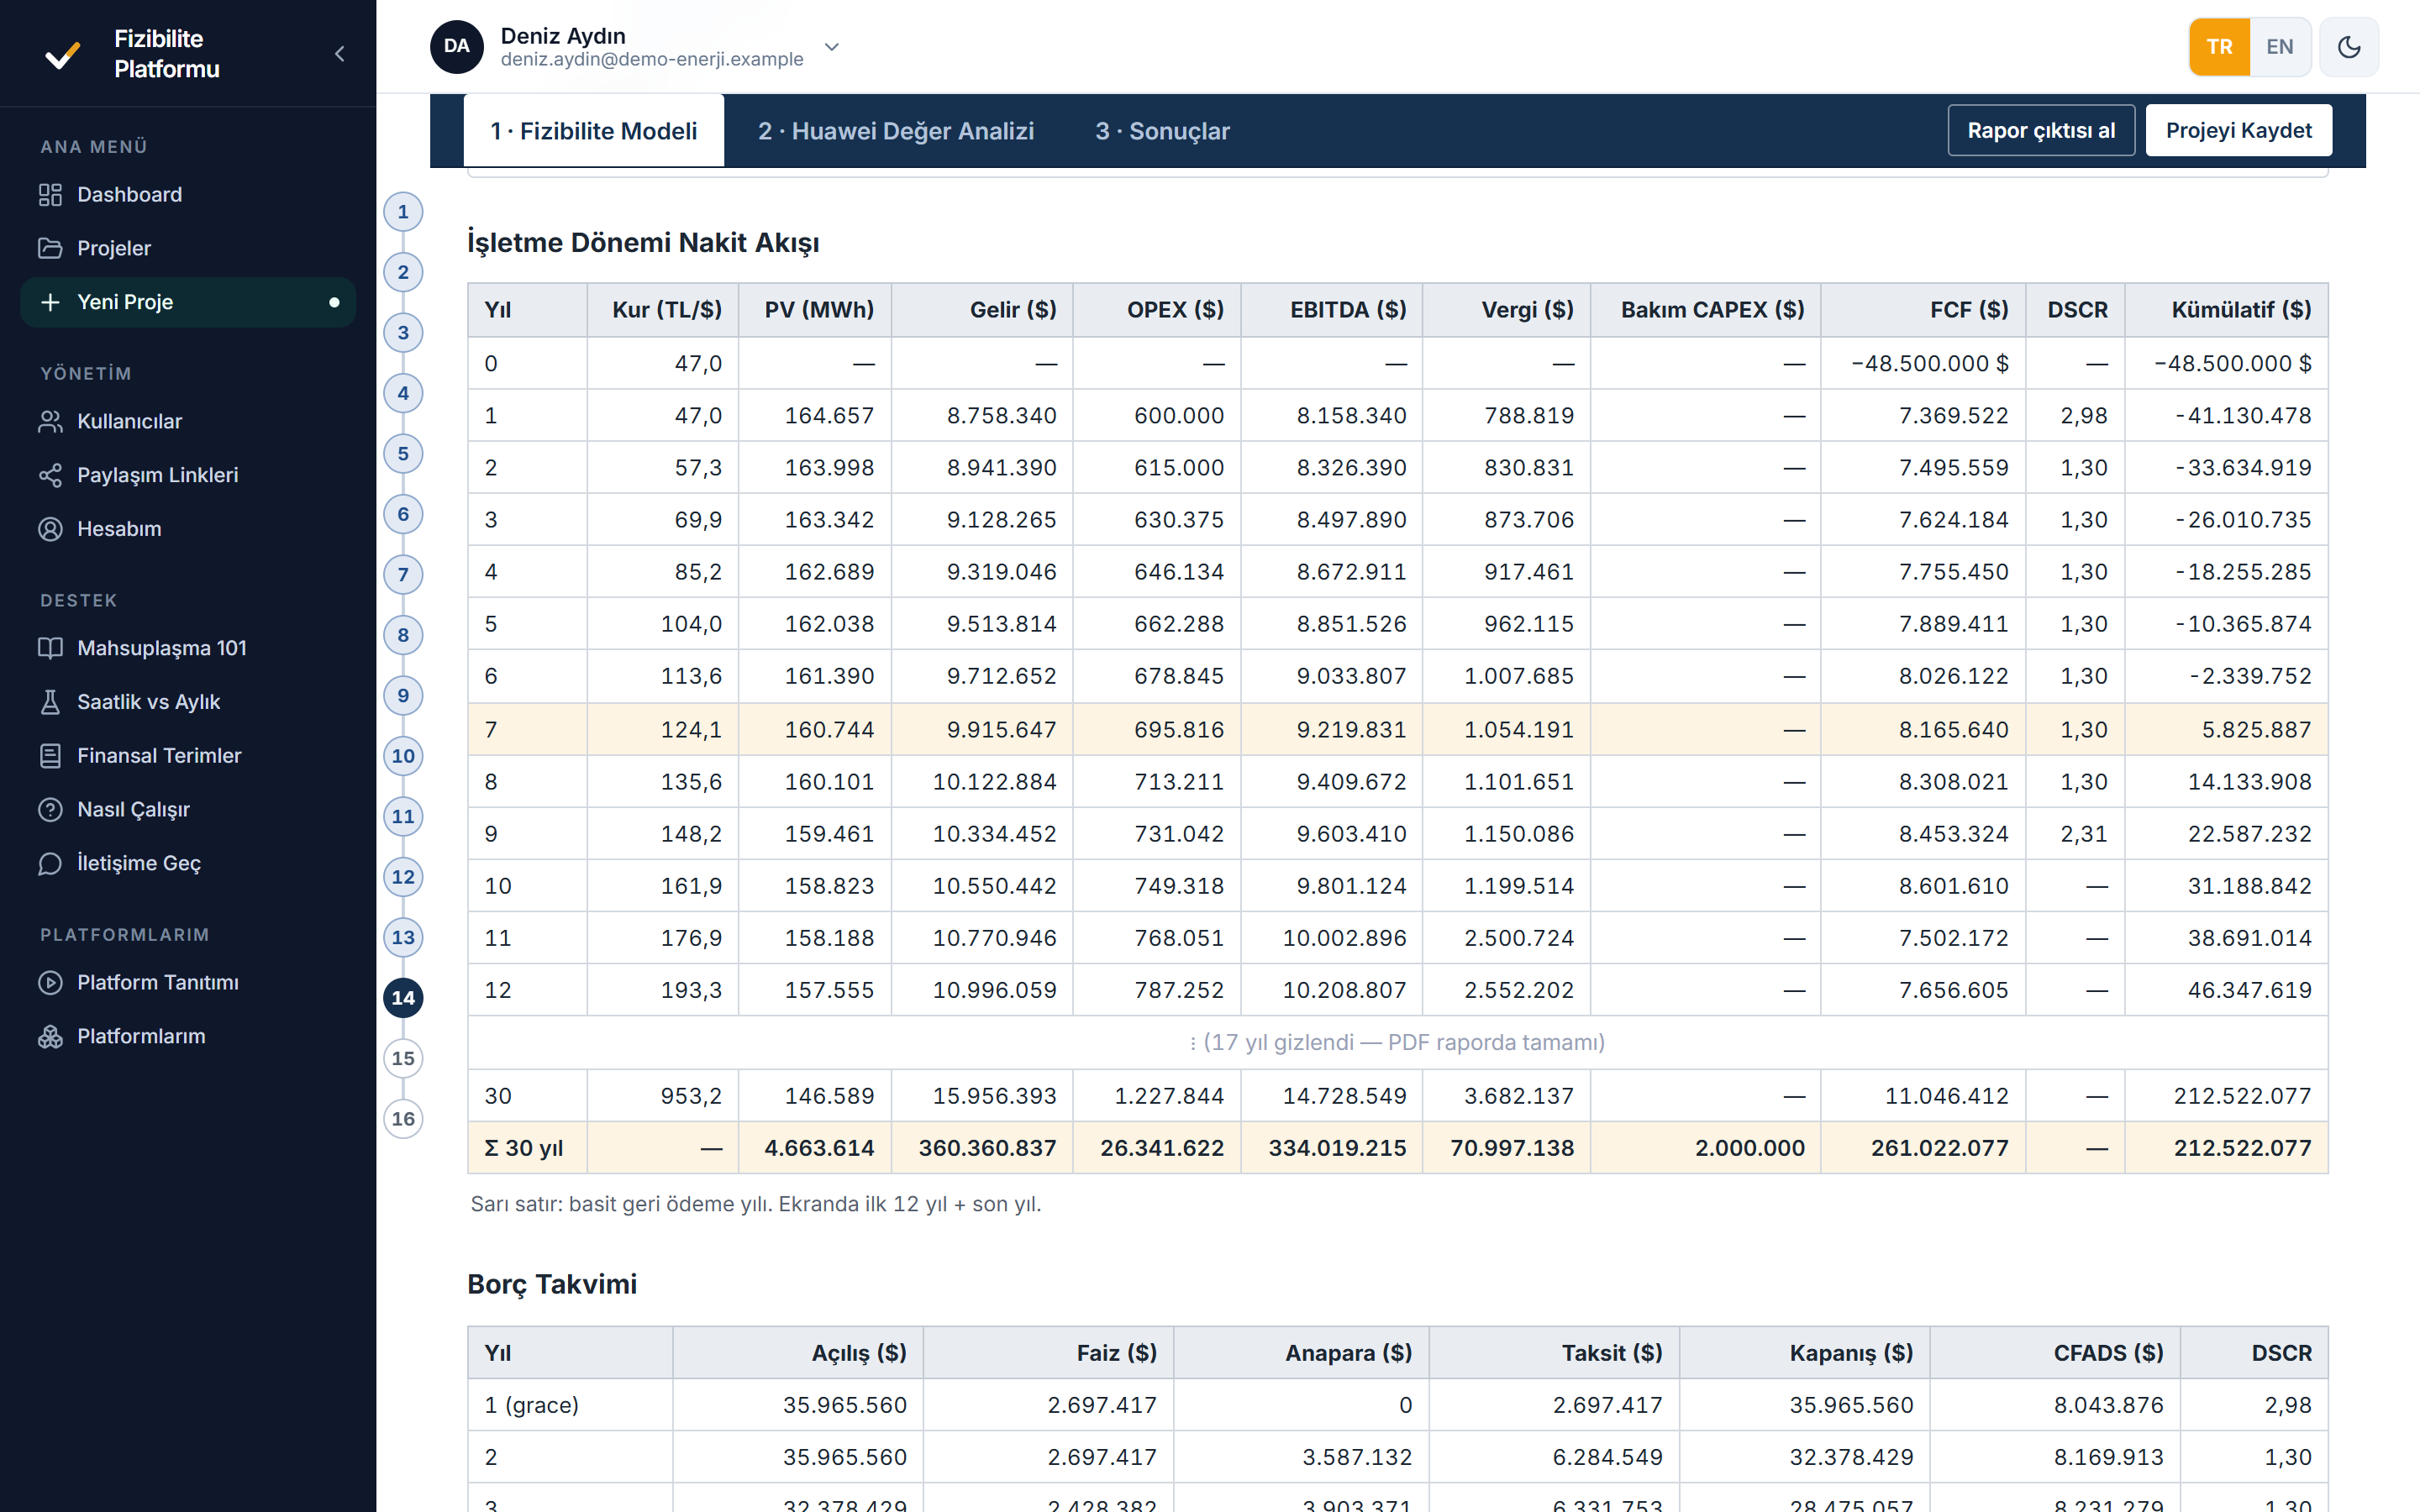 Fizibilite
Platformu
ANA MENÜ
Dashboard
Projeler
Yeni Proje
YÖNETİM
Kullanıcılar
Paylaşım Linkleri
Hesabım
DESTEK
Mahsuplaşma 101
Saatlik vs Aylık
Finansal Terimler
Nasıl Çalışır
İletişime Geç
PLATFORMLARIM
Platform Tanıtımı
Platformlarım
DA
Deniz Aydın
deniz.aydin@demo-enerji.example
TR EN
1 · Fizibilite Modeli 2 · Huawei Değer Analizi 3 · Sonuçlar Rapor çıktısı al Projeyi Kaydet
1
2
3
4
5
6
7
8
9
10
11
12
13
14
15
16
İşletme Dönemi Nakit Akışı
Yıl Kur (TL/$) PV (MWh) Gelir ($) OPEX ($) EBITDA ($) Vergi ($) Bakım CAPEX ($) FCF ($) DSCR Kümülatif ($)
0 47,0 — — — — — — −48.500.000 $ — −48.500.000 $
1 47,0 164.657 8.758.340 600.000 8.158.340 788.819 — 7.369.522 2,98 -41.130.478
2 57,3 163.998 8.941.390 615.000 8.326.390 830.831 — 7.495.559 1,30 -33.634.919
3 69,9 163.342 9.128.265 630.375 8.497.890 873.706 — 7.624.184 1,30 -26.010.735
4 85,2 162.689 9.319.046 646.134 8.672.911 917.461 — 7.755.450 1,30 -18.255.285
5 104,0 162.038 9.513.814 662.288 8.851.526 962.115 — 7.889.411 1,30 -10.365.874
6 113,6 161.390 9.712.652 678.845 9.033.807 1.007.685 — 8.026.122 1,30 -2.339.752
7 124,1 160.744 9.915.647 695.816 9.219.831 1.054.191 — 8.165.640 1,30 5.825.887
8 135,6 160.101 10.122.884 713.211 9.409.672 1.101.651 — 8.308.021 1,30 14.133.908
9 148,2 159.461 10.334.452 731.042 9.603.410 1.150.086 — 8.453.324 2,31 22.587.232
10 161,9 158.823 10.550.442 749.318 9.801.124 1.199.514 — 8.601.610 — 31.188.842
11 176,9 158.188 10.770.946 768.051 10.002.896 2.500.724 — 7.502.172 — 38.691.014
12 193,3 157.555 10.996.059 787.252 10.208.807 2.552.202 — 7.656.605 — 46.347.619
⋮ (17 yıl gizlendi — PDF raporda tamamı)
30 953,2 146.589 15.956.393 1.227.844 14.728.549 3.682.137 — 11.046.412 — 212.522.077
Σ 30 yıl — 4.663.614 360.360.837 26.341.622 334.019.215 70.997.138 2.000.000 261.022.077 — 212.522.077
Sarı satır: basit geri ödeme yılı. Ekranda ilk 12 yıl + son yıl.
Borç Takvimi
Yıl Açılış ($) Faiz ($) Anapara ($) Taksit ($) Kapanış ($) CFADS ($) DSCR
1 (grace) 35.965.560 2.697.417 0 2.697.417 35.965.560 8.043.876 2,98
2 35.965.560 2.697.417 3.587.132 6.284.549 32.378.429 8.169.913 1,30
3 32.378.429 2.428.382 3.903.371 6.331.753 28.475.057 8.231.279 1,30